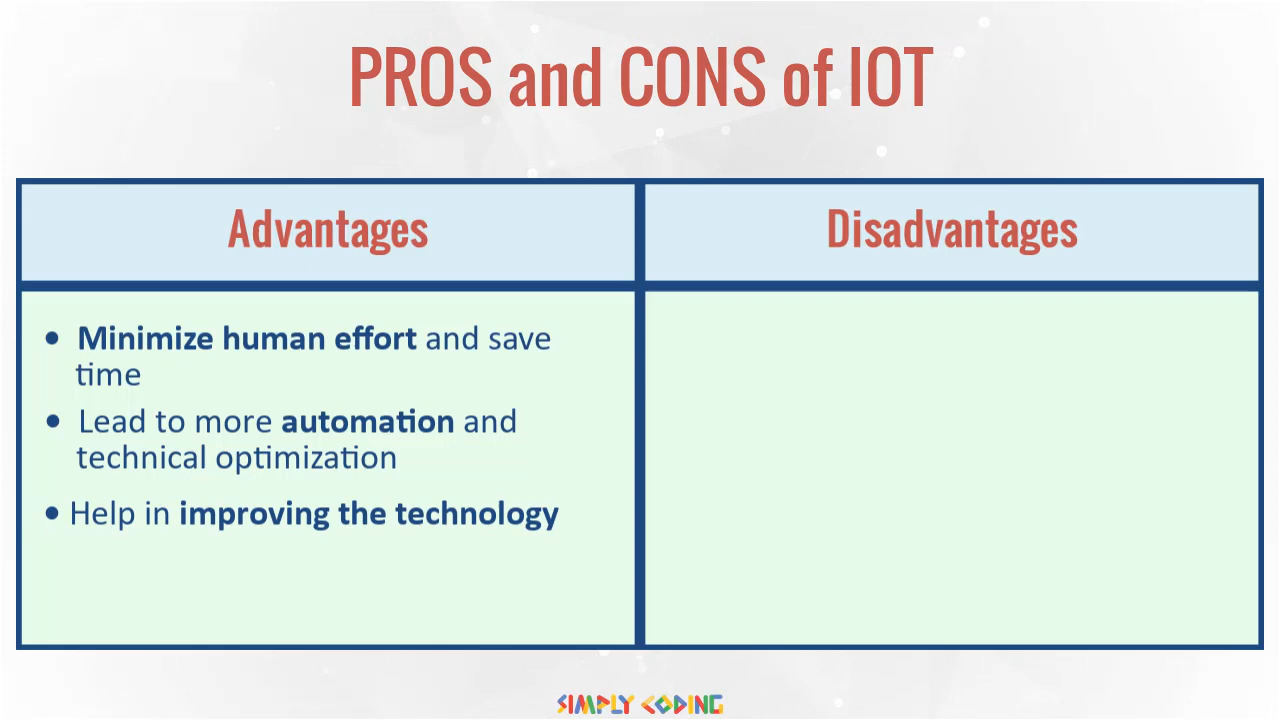 PROS and CONS of IOT
Advantages
Disadvantages
• Minimize human effort and save
time
• Lead to more automation and
technical optimization
• Help in improving the technology
SIMPLY CODING